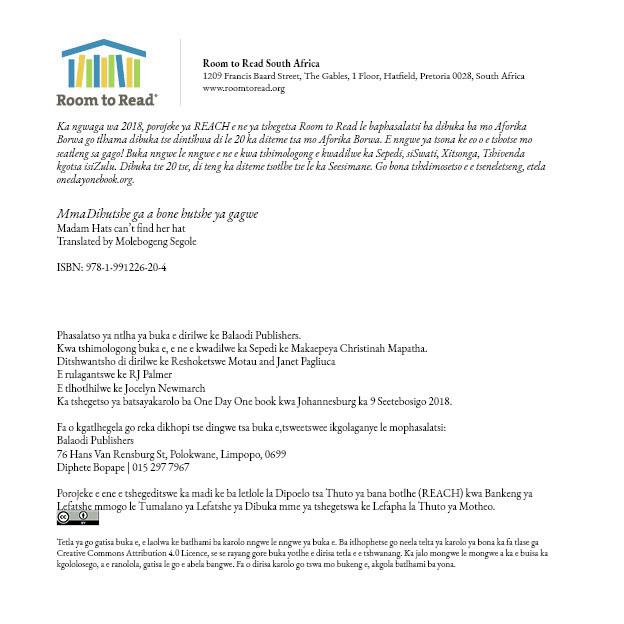 Room to Read®
Room to Read South Africa
1209 Francis Baard Street, The Gables, 1 Floor, Hatfield, Pretoria 0028, South Africa
www.roomtoread.org
Ka ngwaga wa 2018, porojeke ya REACH e ne ya tshegetsa Room to Read le baphasalatsi ba dibuka ba mo Aforika
Borwa go tlhama dibuka tse dintšhwa di le 20 ka diteme tsa mo Aforika Borwa. E nngwe ya tsona ke eo o e tshotse mo
seatleng sa gago! Buka nngwe le nngwe e ne e kwa tshimologong e kwadilwe ka Sepedi, siSwati, Xitsonga, Tshivenda
kgotsa isiZulu. Dibuka tse 20 tse, di teng ka diteme tsotlhe tse le ka Seesimane. Go bona tshdimosetso e e tseneletseng, etela
onedayonebook.org.
MmaDihutshe ga a bone hutshe ya gagwe
Madam Hats can't find her hat
Translated by Molebogeng Segole
ISBN: 978-1-991226-20-4
Phasalatso ya ntlha ya buka e dirilwe ke Balaodi Publishers.
Kwa tshimologong buka e, e ne e kwadilwe ka Sepedi ke Makaepeya Christinah Mapatha.
Ditshwantsho di dirilwe ke Reshoketswe Motau and Janet Pagliuca
E rulagantswe ke RJ Palmer
E tlhotlhilwe ke Jocelyn Newmarch
Ka tshegetso ya batsayakarolo ba One Day One book kwa Johannesburg ka 9 Seetebosigo 2018.
Fa o kgatlhegela go reka dikhopi tse dingwe tsa buka e,tsweetswee ikgolaganye le mophasalatsi:
Balaodi Publishers
76 Hans Van Rensburg St, Polokwane, Limpopo, 0699
Diphete Bopape | 015 297 7967
Porojeke e ene e tshegeditswe ka madi ke ba letlole la Dipoelo tsa Thuto ya bana botlhe (REACH) kwa Bankeng ya
Lefatshe mmogo le Tumalano ya Lefatshe ya Dibuka mme ya tshegetswa ke Lefapha la Thuto ya Motheo.
cc BY
Tetla ya go gatisa buka e, e laolwa ke batlhami ba karolo nngwe le nngwe ya buka e. Ba itlhophetse go neela tetla ya karolo ya bona ka fa tlase ga
Creative Commons Attribution 4.0 Licence, se se rayang gore buka yotlhe e dirisa tetla e e tshwanang. Ka jalo mongwe le mongwe a ka e buisa ka
kgololosego, a e ranolola, gatisa le go e abela bangwe. Fa o dirisa karolo go tswa mo bukeng e, akgola batlhami ba yona.